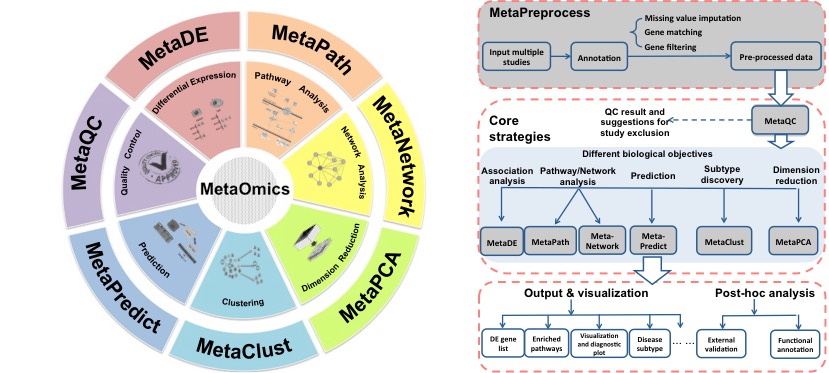 MetaDE
MetaPath
MetaNetwork
MetaPCA
MetaClust
MetaPredict
MetaQC
Differential Expression
Pathway Analysis
Network Analysis
Dimension Reduction
Clustering
Prediction
Quality Control
APPROVED
MetaOmics
MetaPreprocess
Missing value imputation
Gene matching
Gene filtering
Input multiple
studies
Annotation
Pre-processed data
Core
strategies
QC result and
suggestions for
study exclusion
MetaQC
Different biological objectives
Association
analysis
Pathway/Network
analysis
Prediction
Subtype
discovery
Dimension
reduction
MetaDE
MetaPath
Meta-
Network
Meta-
Predict
MetaClust
MetaPCA
Output & visualization
Post-hoc analysis
DE gene
list
Enriched
pathways
Visualization
and diagnostic
plot
Disease
subtype
... ...
External
validation
Functional
annotation